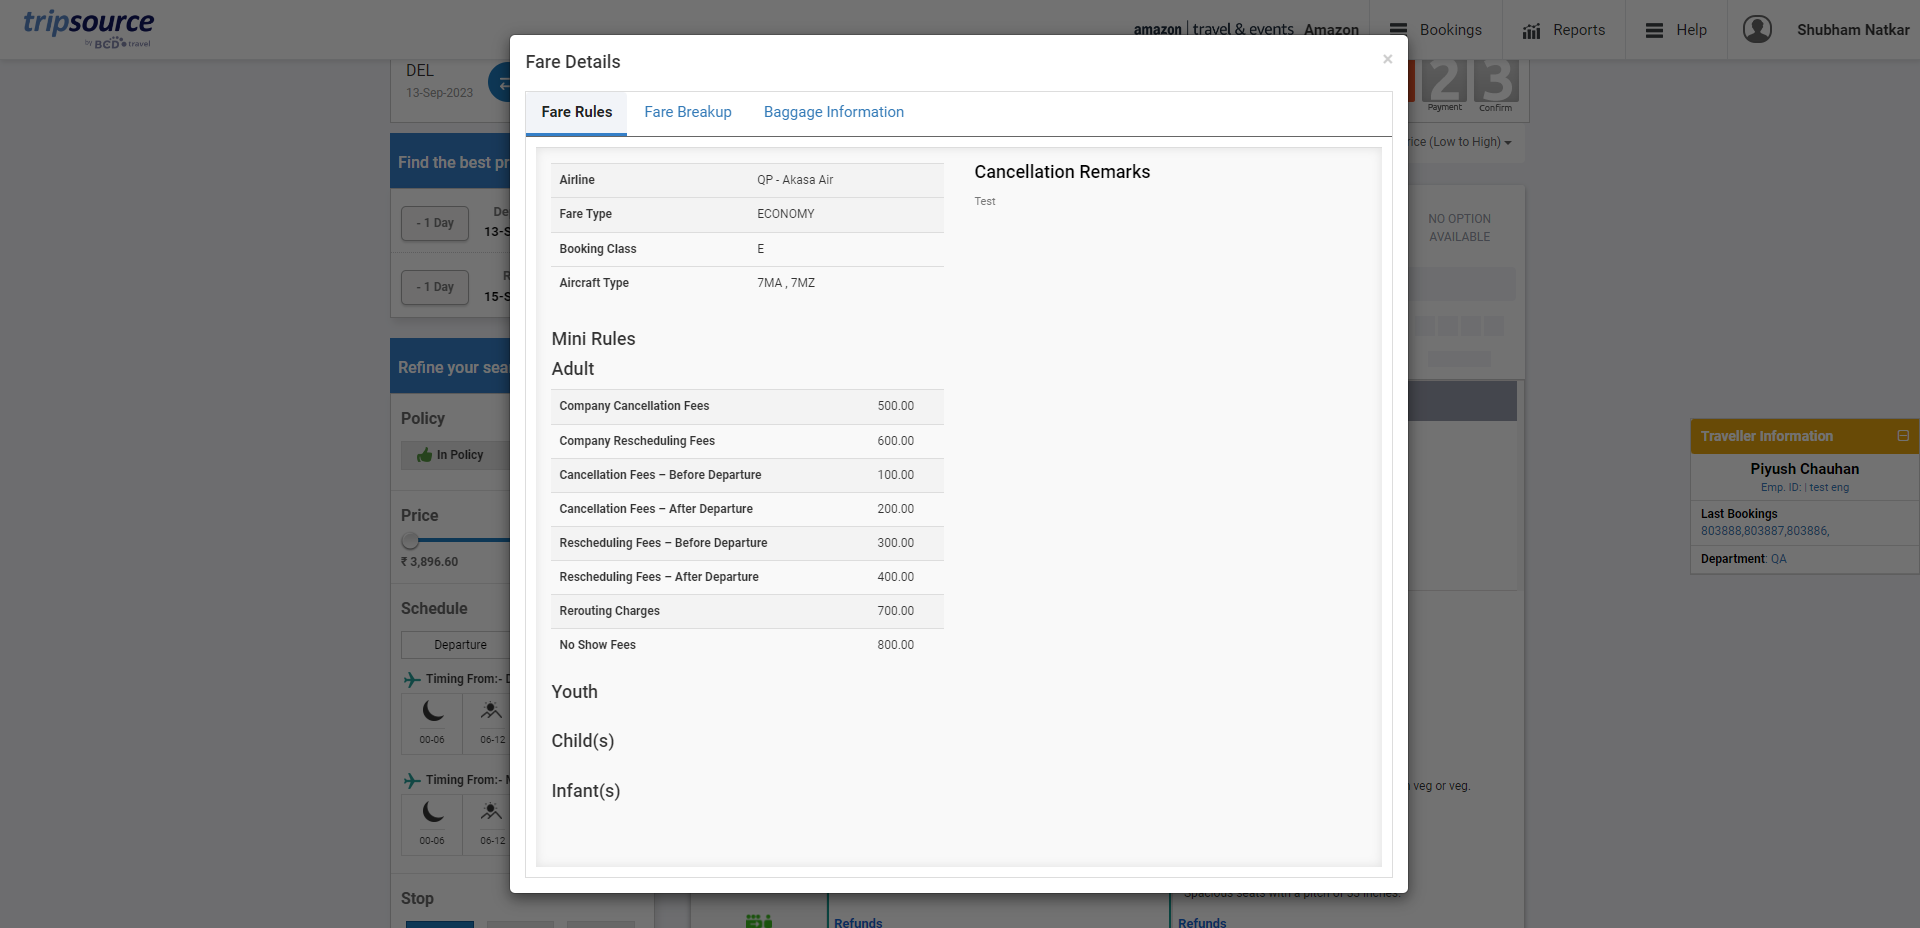 tripsource
by BCD travel
amazon | travel & events Amazon
Bookings
Reports
Help
Shubham Natkar
DEL
13-Sep-2023
2 3
Payment
Confirm
Fare Details
×
Fare Rules
Fare Breakup
Baggage Information
Find the best
(Low to High)
- 1 Day
- 1 Day
NO OPTION
AVAILABLE
Airline QP - Akasa Air
Fare Type ECONOMY
Booking Class E
Aircraft Type 7MA , 7MZ
Cancellation Remarks
Test
Mini Rules
Adult
Company Cancellation Fees 500.00
Company Rescheduling Fees 600.00
Cancellation Fees – Before Departure 100.00
Cancellation Fees – After Departure 200.00
Rescheduling Fees – Before Departure 300.00
Rescheduling Fees – After Departure 400.00
Rerouting Charges 700.00
No Show Fees 800.00
Youth
Child(s)
Infant(s)
Refine your
Policy
In Policy
Price
₹ 3,896.60
Schedule
Departure
Timing From:-
00-06
06-12
Timing From:-
00-06
06-12
Stop
Traveller Information
Piyush Chauhan
Emp. ID: | test eng
Last Bookings
803888,803887,803886,
Department: QA
veg or veg.
Spacious seats with a pitch of 33 inches.
Refunds
Refunds